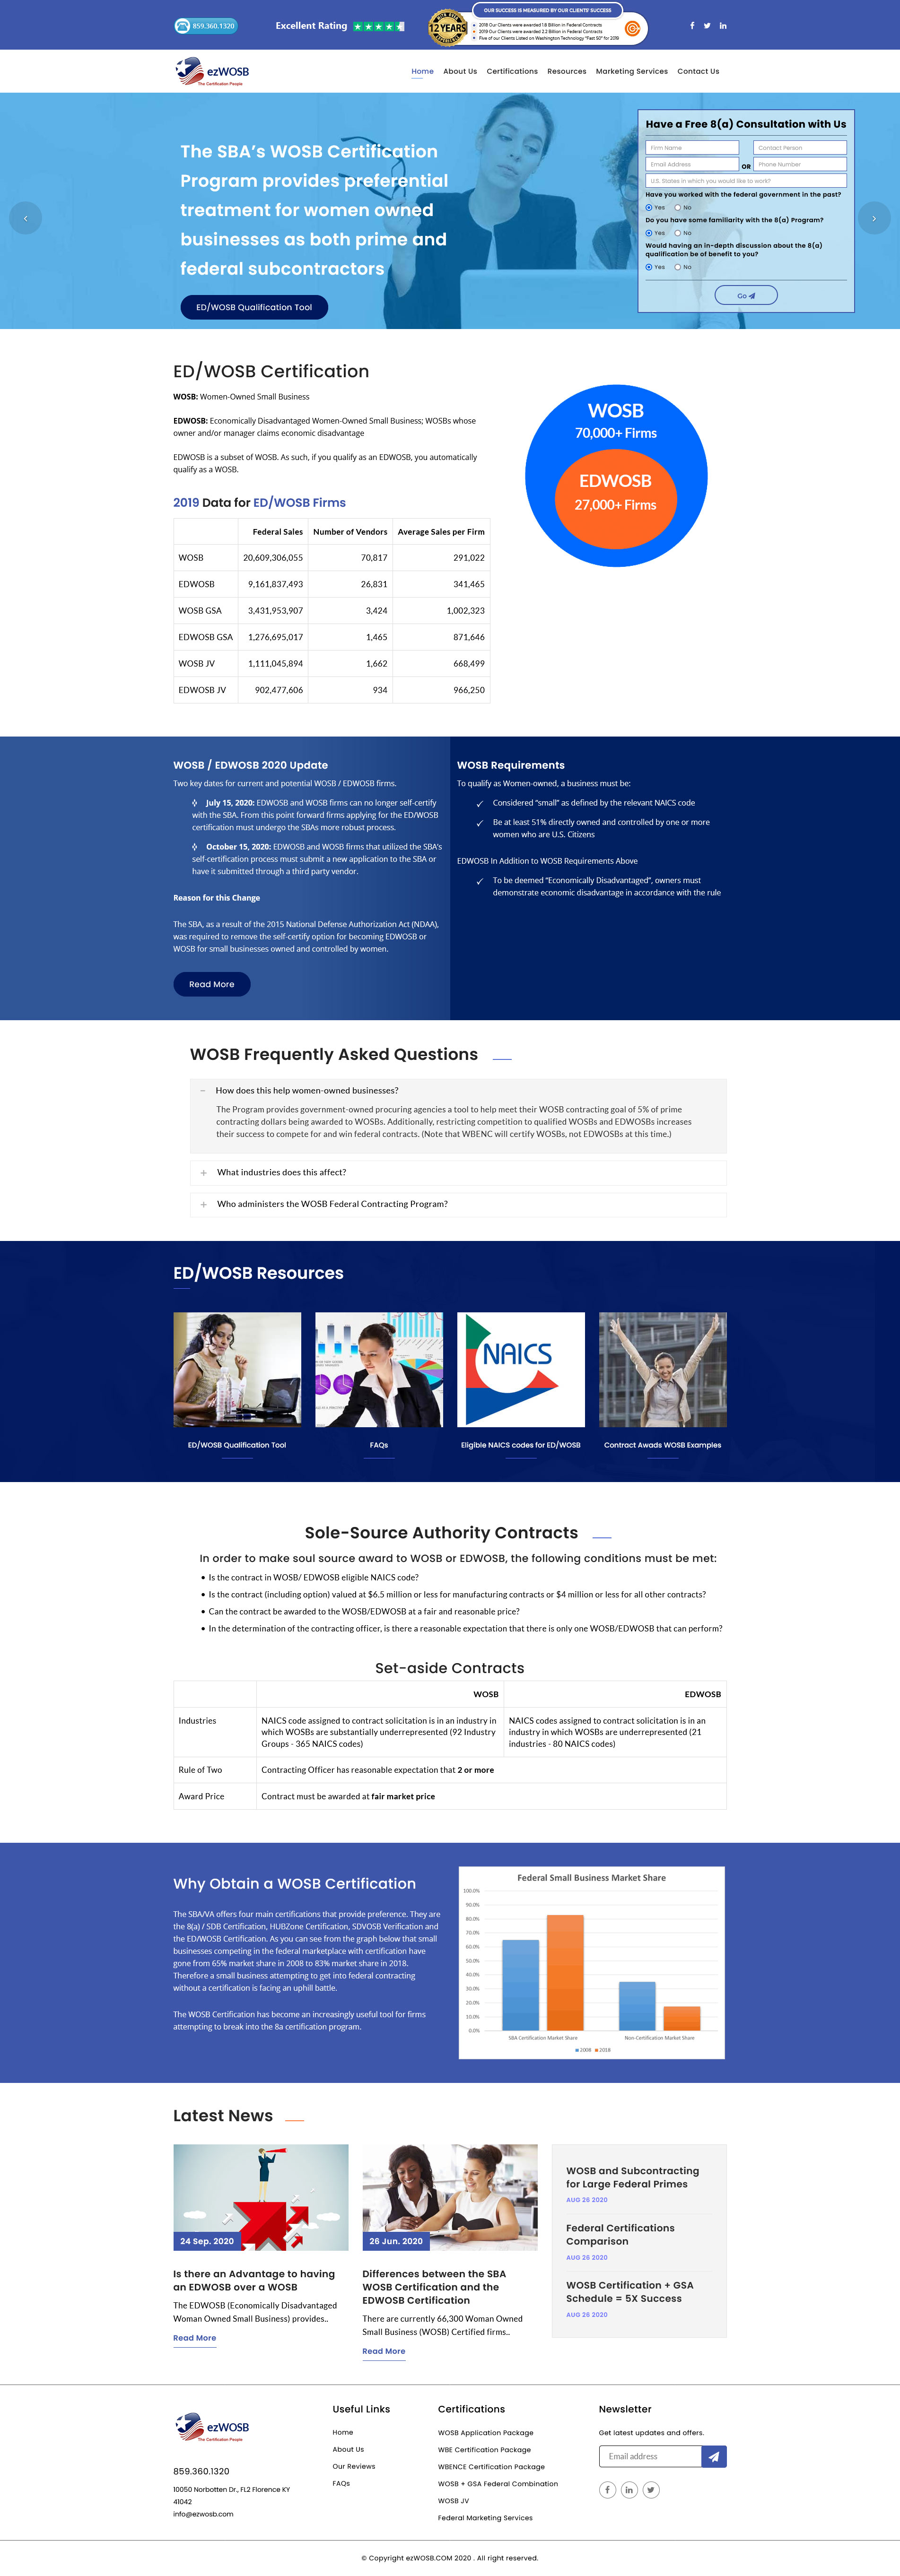 859.360.1320
Excellent Rating
WITH OVER
12 YEARS
OUR SUCCESS IS MEASURED BY OUR CLIENTS' SUCCESS
2018 Our Clients were awarded 1.8 Billion in Federal Contracts
2019 Our Clients were awarded 2.2 Billion in Federal Contracts
Five of our Clients Listed on Washington Technology "Fast 50" for 2019
ezWOSB
The Certification People
Home About Us Certifications Resources Marketing Services Contact Us
The SBA's WOSB Certification
Program provides preferential
treatment for women owned
businesses as both prime and
federal subcontractors
ED/WOSB Qualification Tool
Have a Free 8(a) Consultation with Us
Firm Name
Contact Person
Email Address
OR
Phone Number
U.S. States in which you would like to work?
Have you worked with the federal government in the past?
Yes No
Do you have some familiarity with the 8(a) Program?
Yes No
Would having an in-depth discussion about the 8(a)
qualification be of benefit to you?
Yes No
Go
ED/WOSB Certification
WOSB: Women-Owned Small Business
EDWOSB: Economically Disadvantaged Women-Owned Small Business; WOSBs whose
owner and/or manager claims economic disadvantage
EDWOSB is a subset of WOSB. As such, if you qualify as an EDWOSB, you automatically
qualify as a WOSB.
WOSB
70,000+ Firms
EDWOSB
27,000+ Firms
2019 Data for ED/WOSB Firms
Federal Sales Number of Vendors Average Sales per Firm
WOSB 20,609,306,055 70,817 291,022
EDWOSB 9,161,837,493 26,831 341,465
WOSB GSA 3,431,953,907 3,424 1,002,323
EDWOSB GSA 1,276,695,017 1,465 871,646
WOSB JV 1,111,045,894 1,662 668,499
EDWOSB JV 902,477,606 934 966,250
WOSB / EDWOSB 2020 Update
Two key dates for current and potential WOSB / EDWOSB firms.
July 15, 2020: EDWOSB and WOSB firms can no longer self-certify
with the SBA. From this point forward firms applying for the ED/WOSB
certification must undergo the SBAs more robust process.
October 15, 2020: EDWOSB and WOSB firms that utilized the SBA's
self-certification process must submit a new application to the SBA or
have it submitted through a third party vendor.
Reason for this Change
The SBA, as a result of the 2015 National Defense Authorization Act (NDAA),
was required to remove the self-certify option for becoming EDWOSB or
WOSB for small businesses owned and controlled by women.
Read More
WOSB Requirements
To qualify as Women-owned, a business must be:
Considered "small" as defined by the relevant NAICS code
Be at least 51% directly owned and controlled by one or more
women who are U.S. Citizens
EDWOSB In Addition to WOSB Requirements Above
To be deemed "Economically Disadvantaged", owners must
demonstrate economic disadvantage in accordance with the rule
WOSB Frequently Asked Questions
− How does this help women-owned businesses?
The Program provides government-owned procuring agencies a tool to help meet their WOSB contracting goal of 5% of prime
contracting dollars being awarded to WOSBs. Additionally, restricting competition to qualified WOSBs and EDWOSBs increases
their success to compete for and win federal contracts. (Note that WBENC will certify WOSBs, not EDWOSBs at this time.)
+ What industries does this affect?
+ Who administers the WOSB Federal Contracting Program?
ED/WOSB Resources
NAICS
ED/WOSB Qualification Tool
FAQs
Eligible NAICS codes for ED/WOSB
Contract Awads WOSB Examples
Sole-Source Authority Contracts
In order to make soul source award to WOSB or EDWOSB, the following conditions must be met:
• Is the contract in WOSB/ EDWOSB eligible NAICS code?
• Is the contract (including option) valued at $6.5 million or less for manufacturing contracts or $4 million or less for all other contracts?
• Can the contract be awarded to the WOSB/EDWOSB at a fair and reasonable price?
• In the determination of the contracting officer, is there a reasonable expectation that there is only one WOSB/EDWOSB that can perform?
Set-aside Contracts
WOSB EDWOSB
Industries
NAICS code assigned to contract solicitation is in an industry in
which WOSBs are substantially underrepresented (92 Industry
Groups - 365 NAICS codes)
NAICS codes assigned to contract solicitation is in an
industry in which WOSBs are underrepresented (21
industries - 80 NAICS codes)
Rule of Two Contracting Officer has reasonable expectation that 2 or more
Award Price Contract must be awarded at fair market price
Why Obtain a WOSB Certification
The SBA/VA offers four main certifications that provide preference. They are
the 8(a) / SDB Certification, HUBZone Certification, SDVOSB Verification and
the ED/WOSB Certification. As you can see from the graph below that small
businesses competing in the federal marketplace with certification have
gone from 65% market share in 2008 to 83% market share in 2018.
Therefore a small business attempting to get into federal contracting
without a certification is facing an uphill battle.
The WOSB Certification has become an increasingly useful tool for firms
attempting to break into the 8a certification program.
Federal Small Business Market Share
100.0%
90.0%
80.0%
70.0%
60.0%
50.0%
40.0%
30.0%
20.0%
10.0%
0.0%
SBA Certification Market Share Non-Certification Market Share
2008 2018
Latest News
24 Sep. 2020
Is there an Advantage to having
an EDWOSB over a WOSB
The EDWOSB (Economically Disadvantaged
Woman Owned Small Business) provides..
Read More
26 Jun. 2020
Differences between the SBA
WOSB Certification and the
EDWOSB Certification
There are currently 66,300 Woman Owned
Small Business (WOSB) Certified firms..
Read More
WOSB and Subcontracting
for Large Federal Primes
AUG 26 2020
Federal Certifications
Comparison
AUG 26 2020
WOSB Certification + GSA
Schedule = 5X Success
AUG 26 2020
ezWOSB
The Certification People
859.360.1320
10050 Norbotten Dr., FL2 Florence KY
41042
info@ezwosb.com
Useful Links
Home
About Us
Our Reviews
FAQs
Certifications
WOSB Application Package
WBE Certification Package
WBENCE Certification Package
WOSB + GSA Federal Combination
WOSB JV
Federal Marketing Services
Newsletter
Get latest updates and offers.
Email address
© Copyright ezWOSB.COM 2020 . All right reserved.